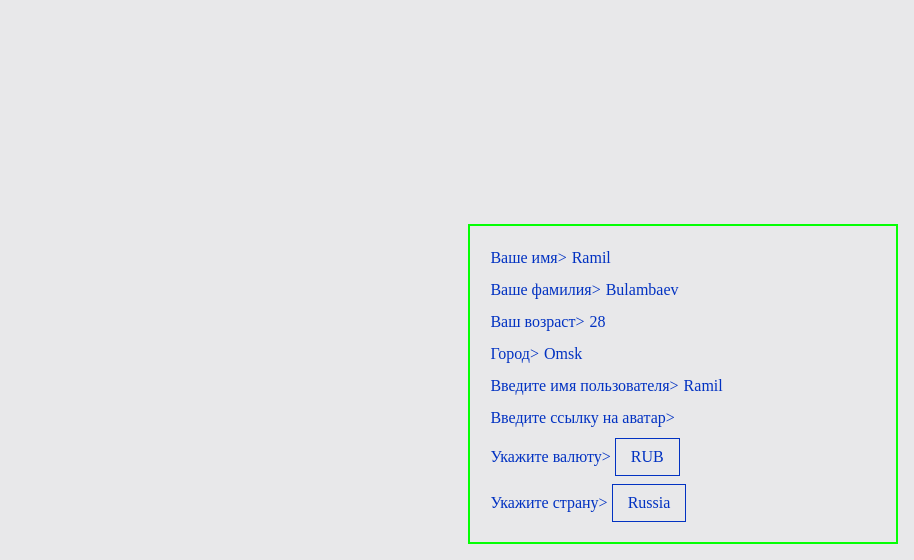 Ваше имя> Ramil
Ваше фамилия> Bulambaev
Ваш возраст> 28
Город> Omsk
Введите имя пользователя> Ramil
Введите ссылку на аватар>
Укажите валюту> RUB
Укажите страну> Russia